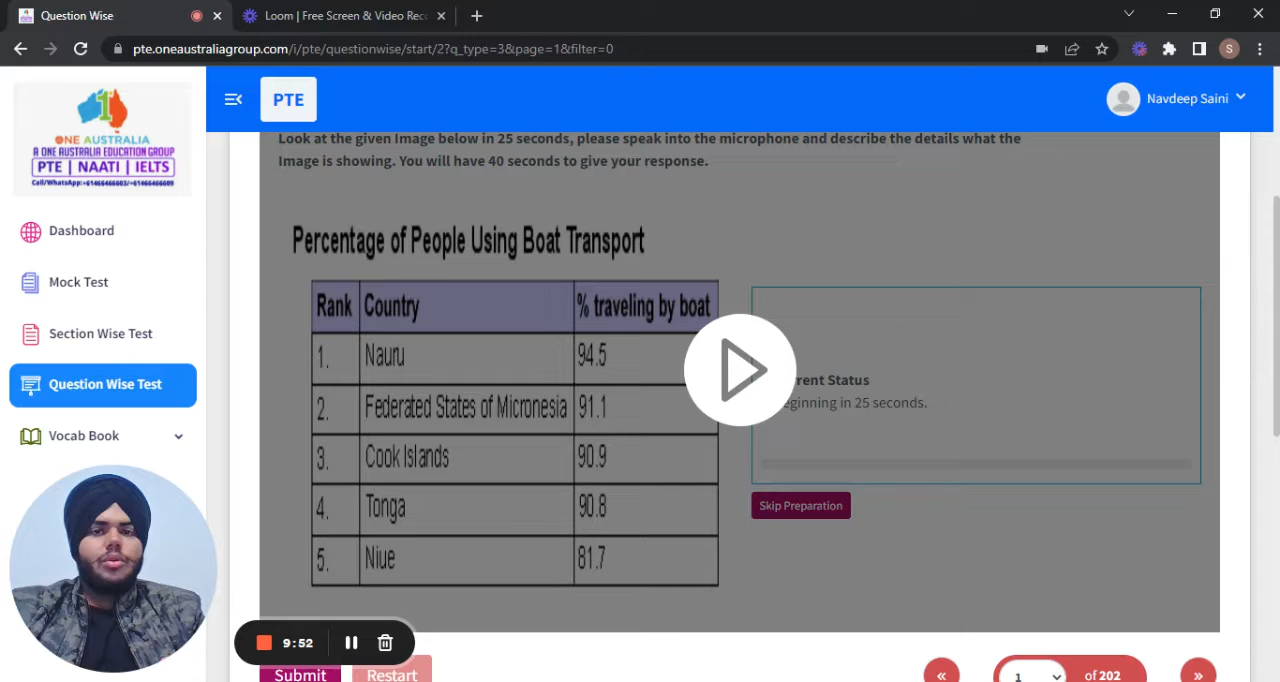 Question Wise
Loom | Free Screen & Video Rec
pte.oneaustraliagroup.com/i/pte/questionwise/start/2?q_type=3&page=1&filter=0
S
1
ONE AUSTRALIA
A ONE AUSTRALIA EDUCATION GROUP
PTE | NAATI | IELTS
Call/WhatsApp:+61466466603/+61466466609
PTE
Navdeep Saini
Dashboard
Mock Test
Section Wise Test
Question Wise Test
Vocab Book
Look at the given Image below in 25 seconds, please speak into the microphone and describe the details what the
Image is showing. You will have 40 seconds to give your response.
Percentage of People Using Boat Transport
Rank Country % traveling by boat
1. Nauru 94.5
2. Federated States of Micronesia 91.1
3. Cook Islands 90.9
4. Tonga 90.8
5. Niue 81.7
rent Status
eginning in 25 seconds.
Skip Preparation
9:52
Submit
Restart
«
1
of 202
»